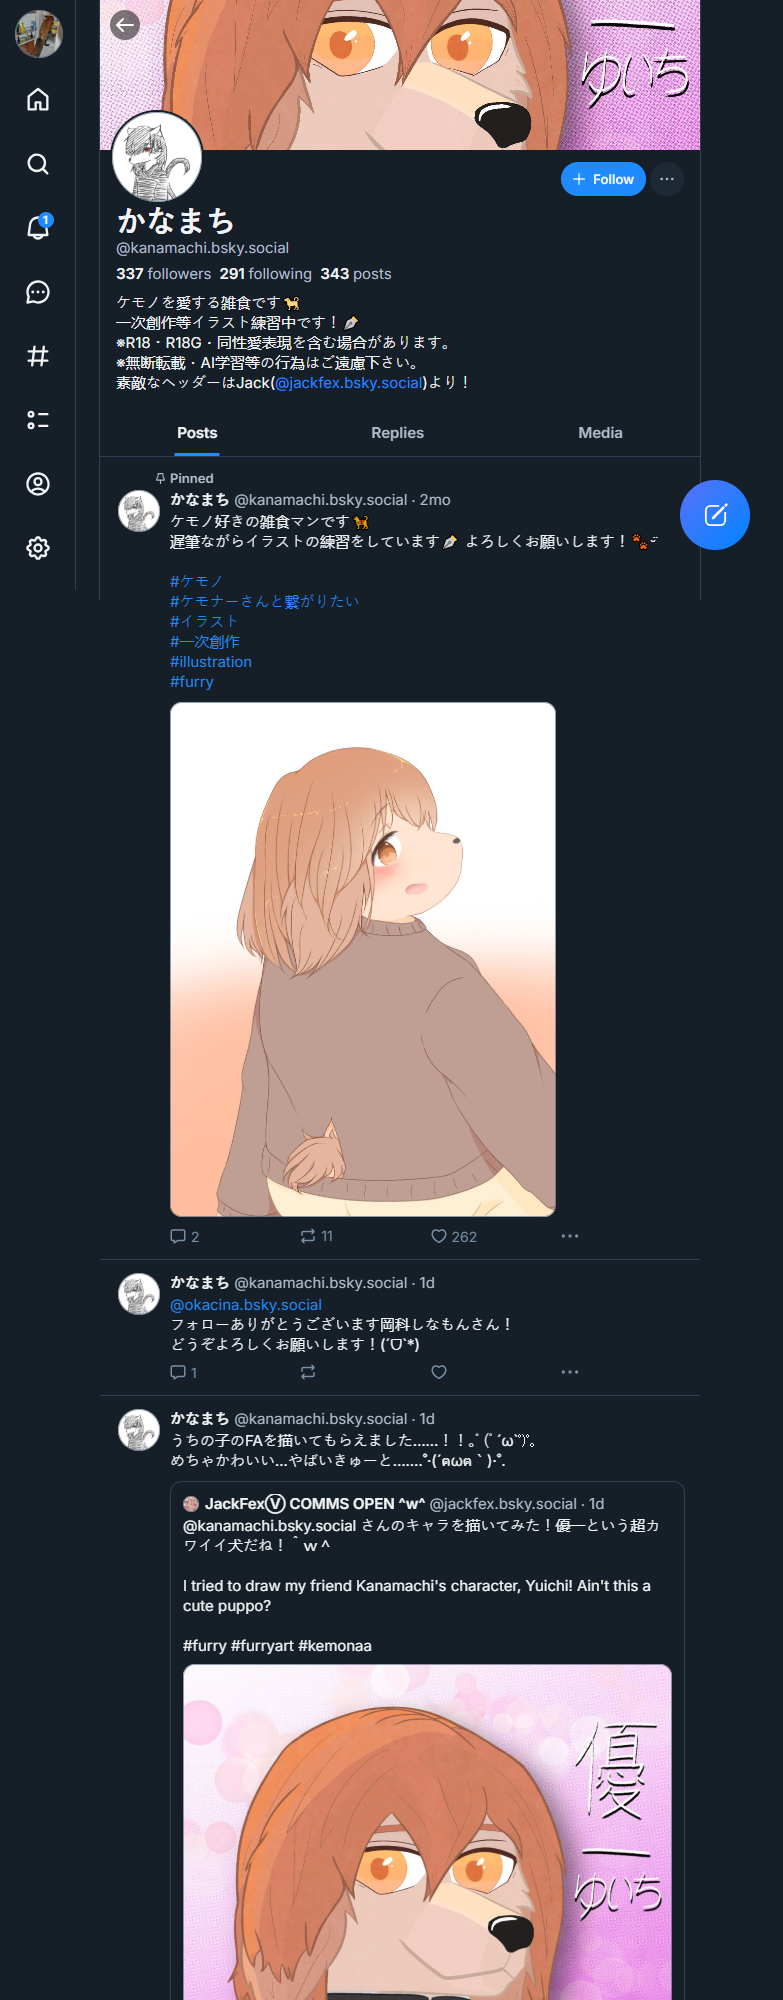 ゆいち
1
Follow
かなまち
@kanamachi.bsky.social
337 followers 291 following 343 posts
ケモノを愛する雑食です🐕
一次創作等イラスト練習中です！🖋
※R18・R18G・同性愛表現を含む場合があります。
※無断転載・AI学習等の行為はご遠慮下さい。
素敵なヘッダーはJack(@jackfex.bsky.social)より！
Posts Replies Media
Pinned
かなまち @kanamachi.bsky.social · 2mo
ケモノ好きの雑食マンです🐕
遅筆ながらイラストの練習をしています🖋 よろしくお願いします！🐾
#ケモノ
#ケモナーさんと繋がりたい
#イラスト
#一次創作
#illustration
#furry
2 11 262
かなまち @kanamachi.bsky.social · 1d
@okacina.bsky.social
フォローありがとうございます岡科しなもんさん！
どうぞよろしくお願いします！(´ᗜ`*)
1
かなまち @kanamachi.bsky.social · 1d
うちの子のFAを描いてもらえました……！！｡ﾟ(ﾟ´ω`ﾟ)ﾟ｡
めちゃかわいい…やばいきゅーと.......°·(´ฅωฅ｀)·°.
JackFexⓋ COMMS OPEN ^w^ @jackfex.bsky.social · 1d
@kanamachi.bsky.social さんのキャラを描いてみた！優一という超カ
ワイイ犬だね！＾ｗ^
I tried to draw my friend Kanamachi's character, Yuichi! Ain't this a
cute puppo?
#furry #furryart #kemonaa
優一
ゆいち